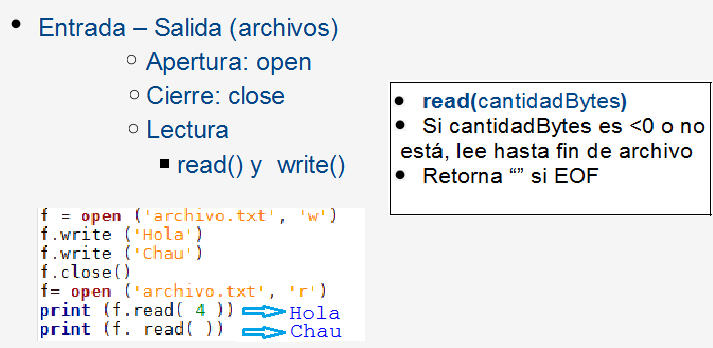 • Entrada – Salida (archivos)
○ Apertura: open
○ Cierre: close
○ Lectura
■ read() y write()
• read(cantidadBytes)
• Si cantidadBytes es <0 o no
está, lee hasta fin de archivo
• Retorna “” si EOF
f = open ('archivo.txt', 'w')
f.write ('Hola')
f.write ('Chau')
f.close()
f= open ('archivo.txt', 'r')
print (f.read( 4 )) Hola
print (f. read( )) Chau